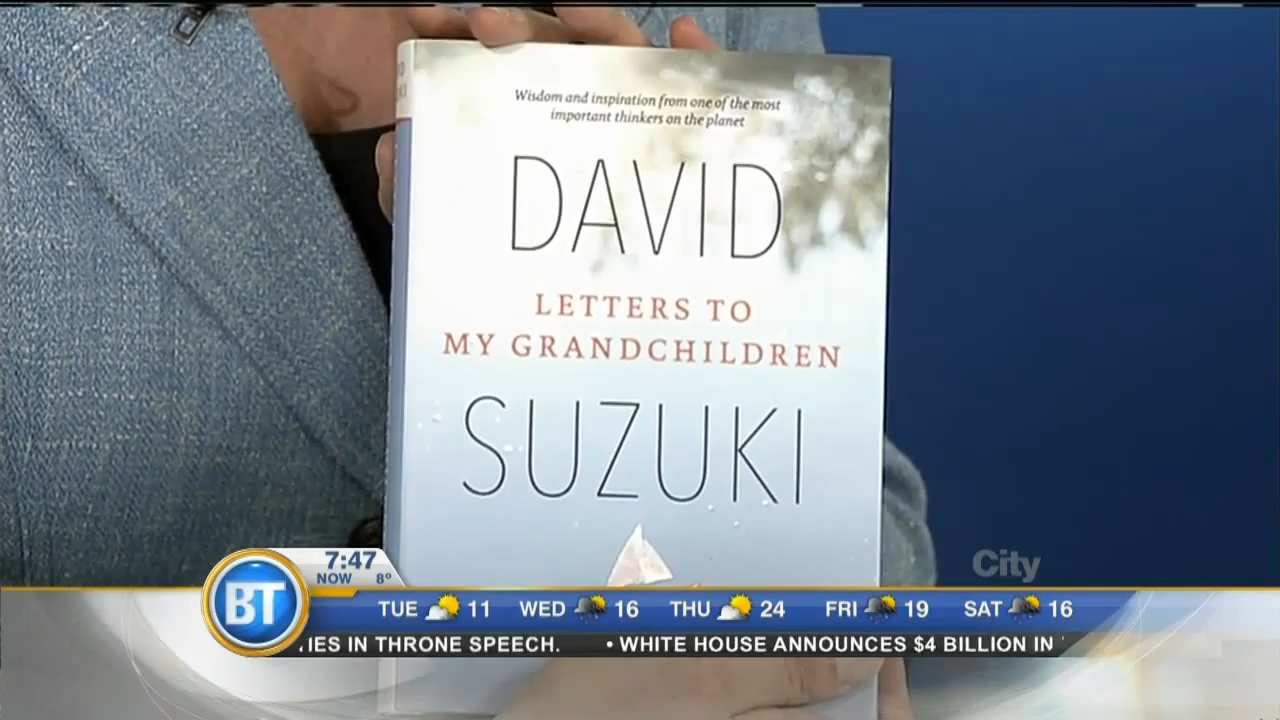 Wisdom and inspiration from one of the most
important thinkers on the planet
DAVID
LETTERS TO
MY GRANDCHILDREN
SUZUKI
City
7:47
NOW 8°
BT
TUE 11 WED 16 THU 24 FRI 19 SAT 16
IN THRONE SPEECH. • WHITE HOUSE ANNOUNCES $4 BILLION IN